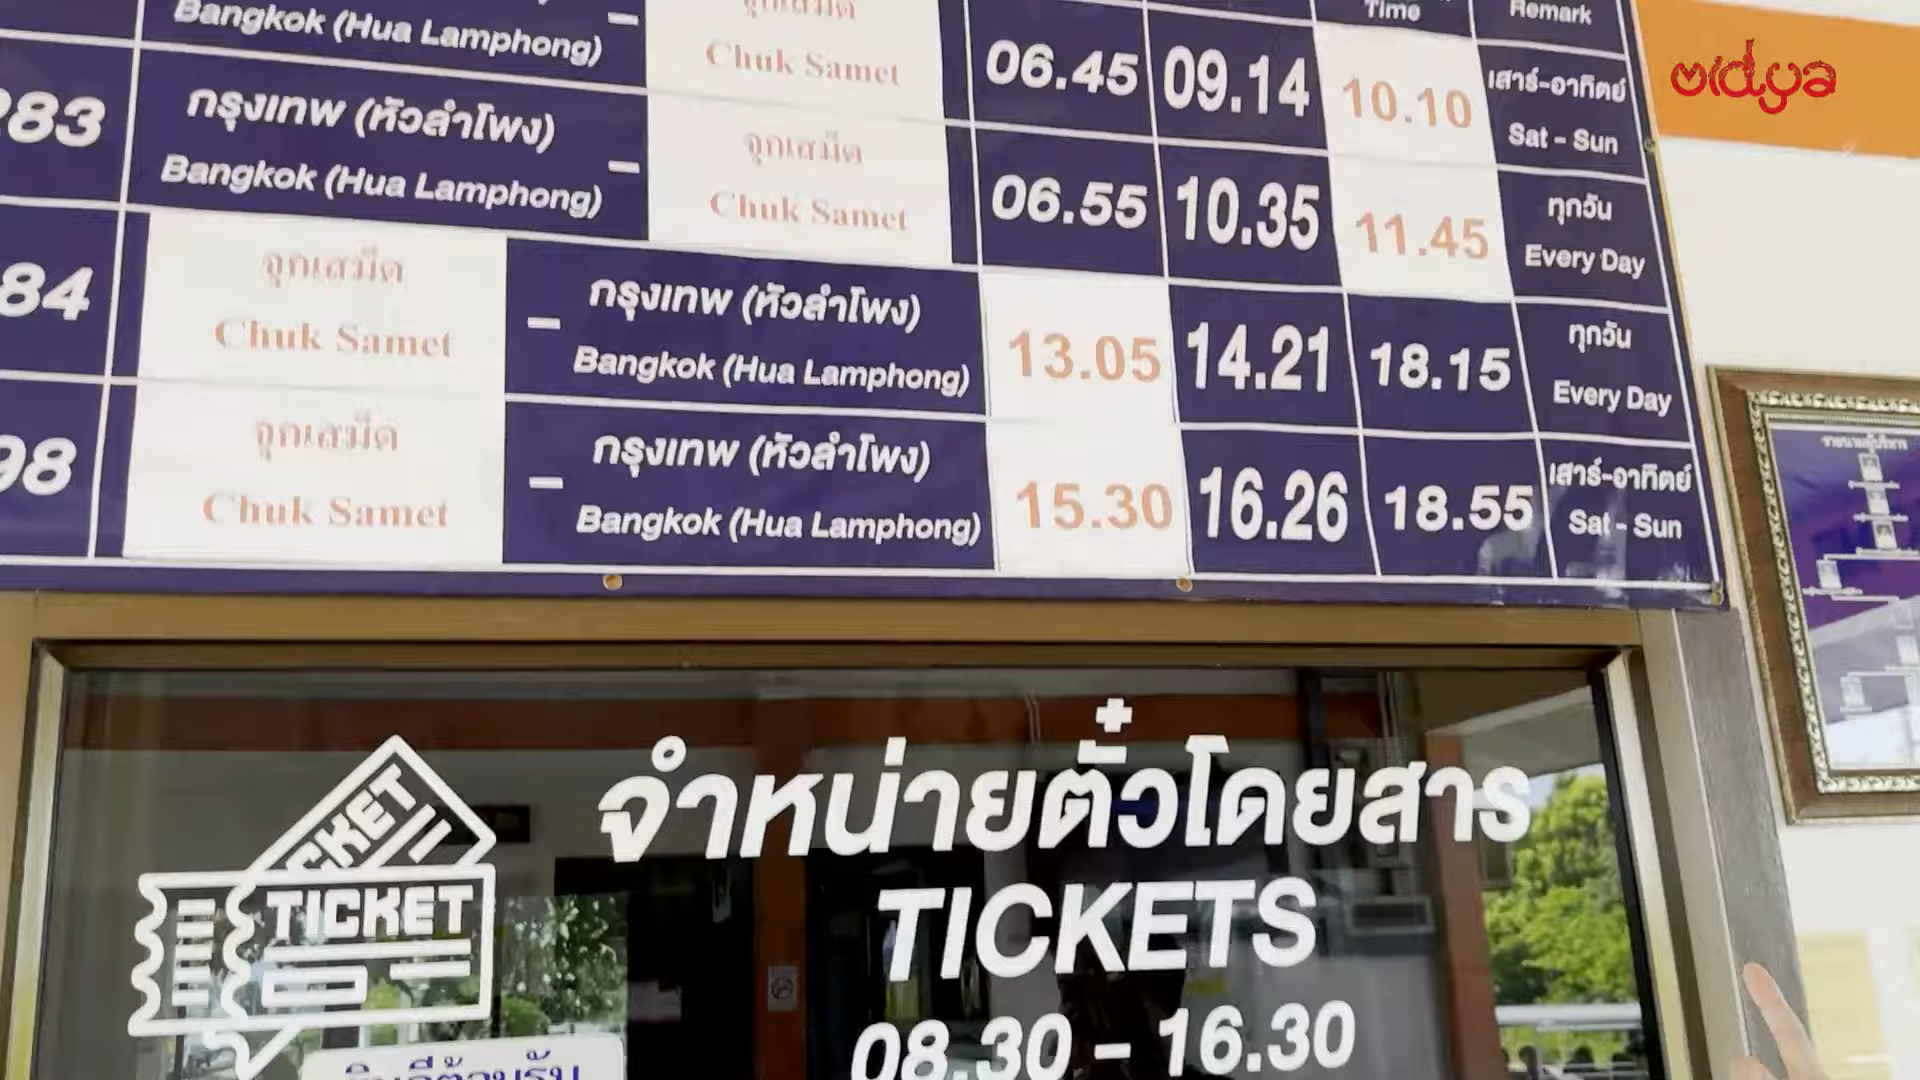 Time
Remark
Bangkok (Hua Lamphong) –
จุกเสม็ด
Chuk Samet
06.45
09.14
10.10
เสาร์-อาทิตย์
Sat - Sun
283
กรุงเทพ (หัวลำโพง)
Bangkok (Hua Lamphong) –
จุกเสม็ด
Chuk Samet
06.55
10.35
11.45
ทุกวัน
Every Day
84
จุกเสม็ด
Chuk Samet
– กรุงเทพ (หัวลำโพง)
Bangkok (Hua Lamphong)
13.05
14.21
18.15
ทุกวัน
Every Day
98
จุกเสม็ด
Chuk Samet
– กรุงเทพ (หัวลำโพง)
Bangkok (Hua Lamphong)
15.30
16.26
18.55
เสาร์-อาทิตย์
Sat - Sun
จำหน่ายตั๋วโดยสาร
TICKETS
08.30 - 16.30
TICKET
vidya